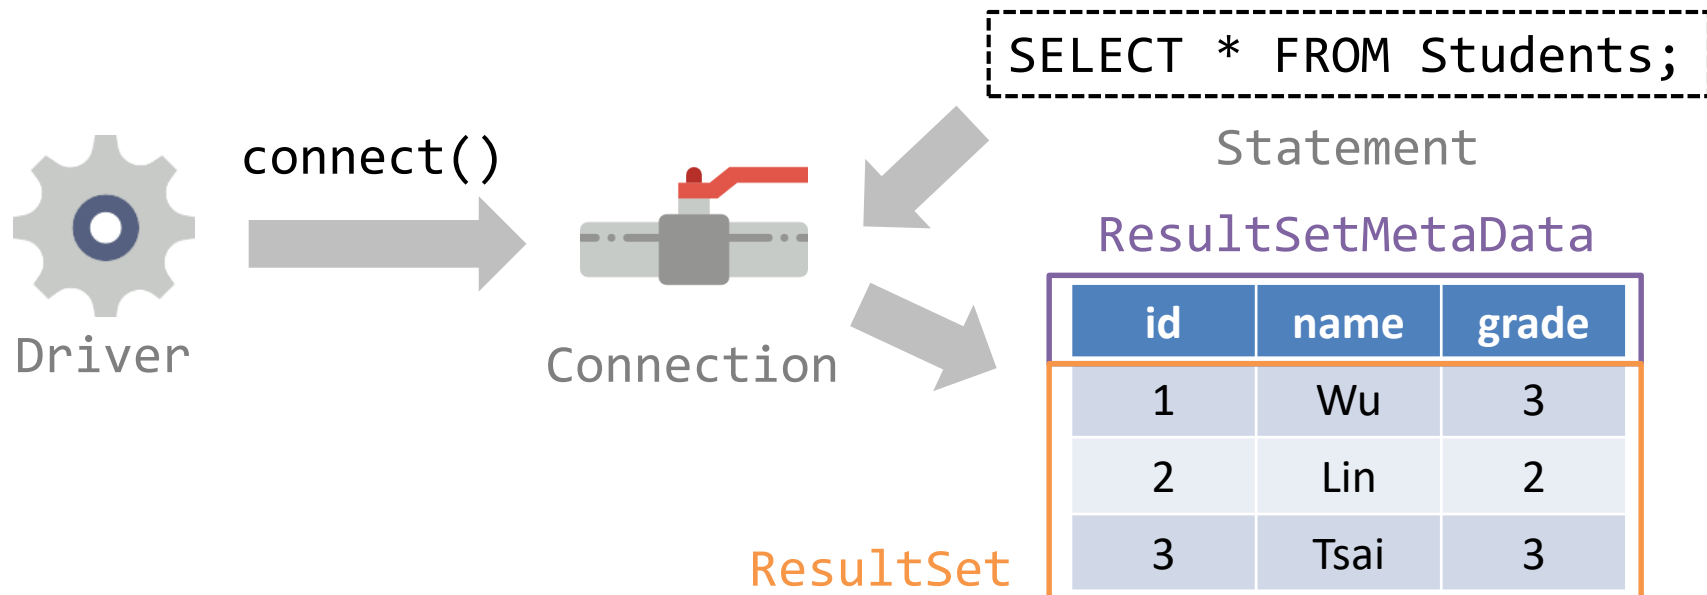 SELECT * FROM Students;
connect()
Statement
Driver
Connection
ResultSetMetaData
id name grade
1 Wu 3
2 Lin 2
3 Tsai 3
ResultSet